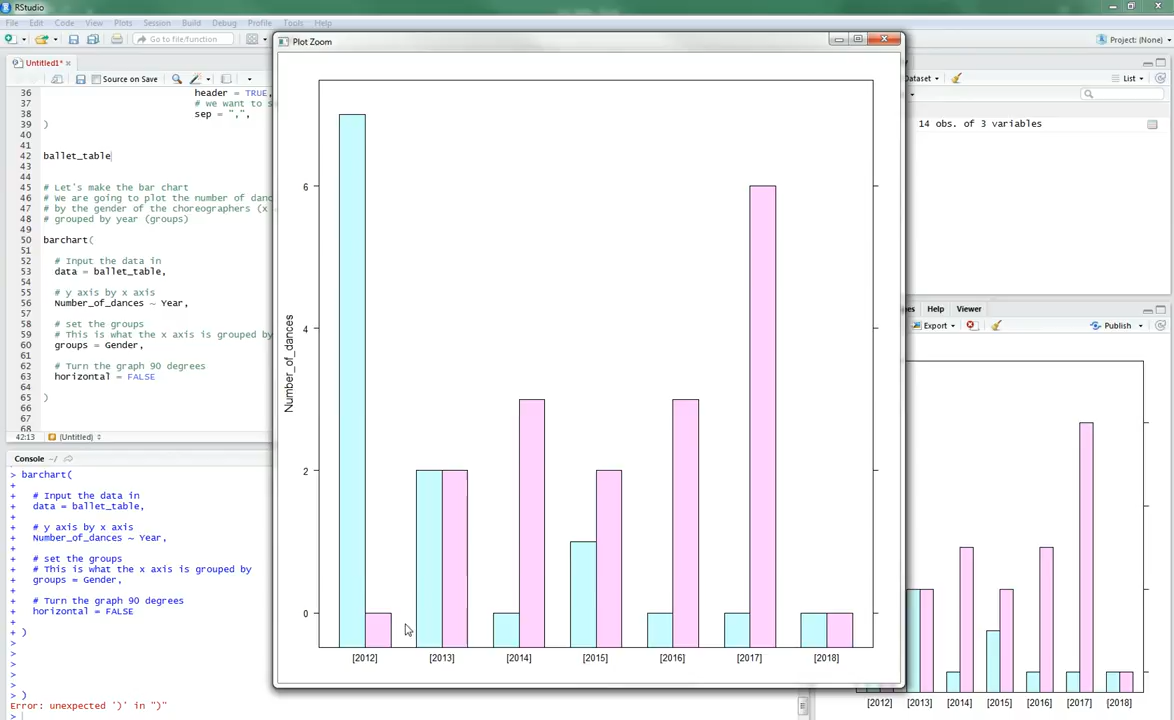 RStudio
File Edit Code View Plots Session Build Debug Profile Tools Help
Go to file/function
Project: (None)
Untitled1*
Source on Save
36 header = TRUE,
37 # we want to s
38 sep = ",",
39 )
40
41
42 ballet_table
43
44
45 # Let's make the bar chart
46 # We are going to plot the number of danc
47 # by the gender of the choreographers (x
48 # grouped by year (groups)
49
50 barchart(
51
52 # Input the data in
53 data = ballet_table,
54
55 # y axis by x axis
56 Number_of_dances ~ Year,
57
58 # set the groups
59 # This is what the x axis is grouped by
60 groups = Gender,
61
62 # Turn the graph 90 degrees
63 horizontal = FALSE
64
65 )
66
67
68
42:13 (Untitled)
Console ~/
> barchart(
+
+ # Input the data in
+ data = ballet_table,
+
+ # y axis by x axis
+ Number_of_dances ~ Year,
+
+ # set the groups
+ # This is what the x axis is grouped by
+ groups = Gender,
+
+ # Turn the graph 90 degrees
+ horizontal = FALSE
+
+ )
>
>
>
>
> )
Error: unexpected ')' in ")"
>
Plot Zoom
Number_of_dances
6
4
2
0
[2012] [2013] [2014] [2015] [2016] [2017] [2018]
Dataset
List
14 obs. of 3 variables
Help Viewer
Export
Publish
[2012] [2013] [2014] [2015] [2016] [2017] [2018]